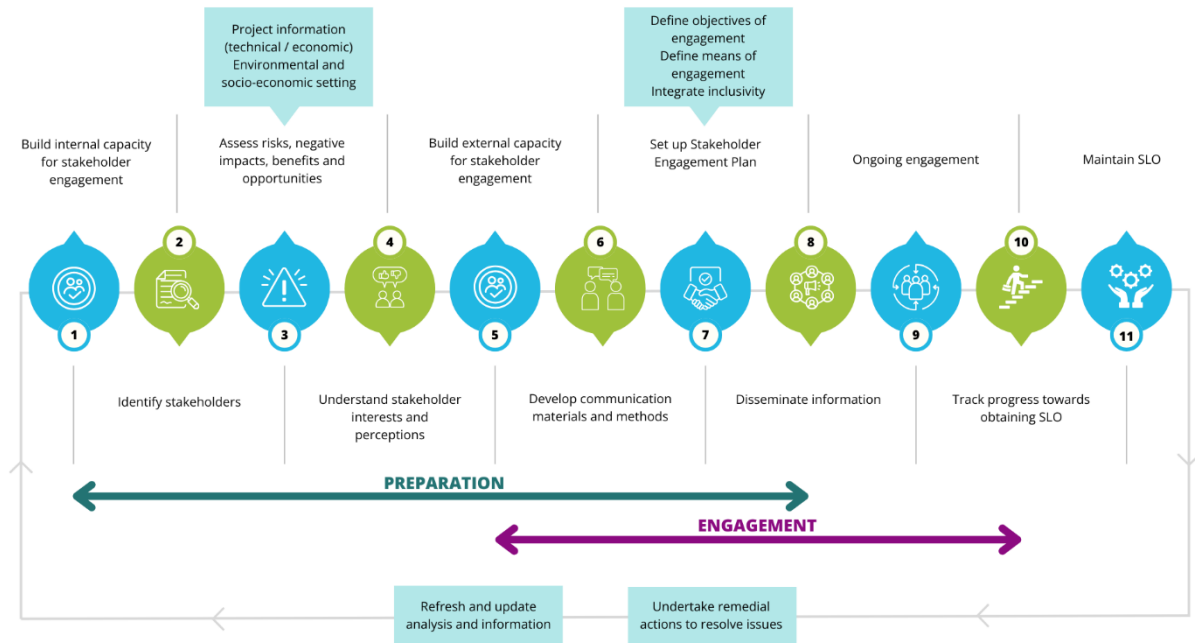 Project information
(technical / economic)
Environmental and
socio-economic setting
Define objectives of
engagement
Define means of
engagement
Integrate inclusivity
Build internal capacity
for stakeholder
engagement
Assess risks, negative
impacts, benefits and
opportunities
Build external capacity
for stakeholder
engagement
Set up Stakeholder
Engagement Plan
Ongoing engagement
Maintain SLO
2
4
6
8
10
1
3
5
7
9
11
Identify stakeholders
Understand stakeholder
interests and
perceptions
Develop communication
materials and methods
Disseminate information
Track progress towards
obtaining SLO
PREPARATION
ENGAGEMENT
Refresh and update
analysis and information
Undertake remedial
actions to resolve issues